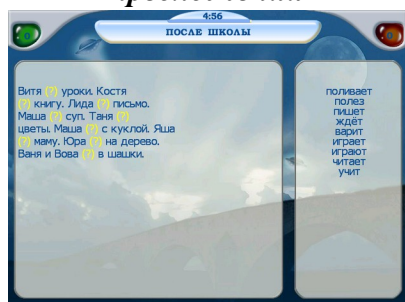 4:56
ПОСЛЕ ШКОЛЫ
Витя (?) уроки. Костя
(?) книгу. Лида (?) письмо.
Маша (?) суп. Таня (?)
цветы. Маша (?) с куклой. Яша
(?) маму. Юра (?) на дерево.
Ваня и Вова (?) в шашки.
поливает
полез
пишет
ждёт
варит
играет
играют
читает
учит